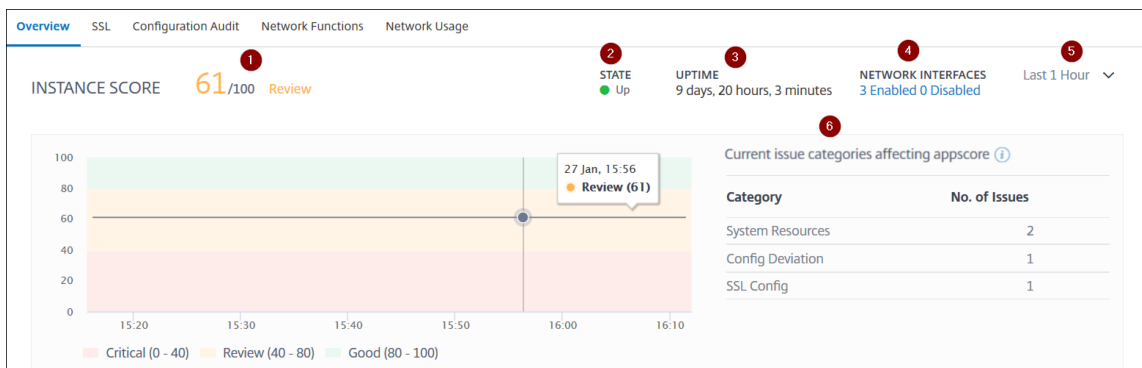 Overview SSL Configuration Audit Network Functions Network Usage
1 2 3 4 5
INSTANCE SCORE 61/100 Review
STATE
Up
UPTIME
9 days, 20 hours, 3 minutes
NETWORK INTERFACES
3 Enabled 0 Disabled
Last 1 Hour
6
100
80
60
40
20
0
27 Jan, 15:56
Review (61)
15:20 15:30 15:40 15:50 16:00 16:10
Critical (0 - 40) Review (40 - 80) Good (80 - 100)
Current issue categories affecting appscore i
Category No. of Issues
System Resources 2
Config Deviation 1
SSL Config 1